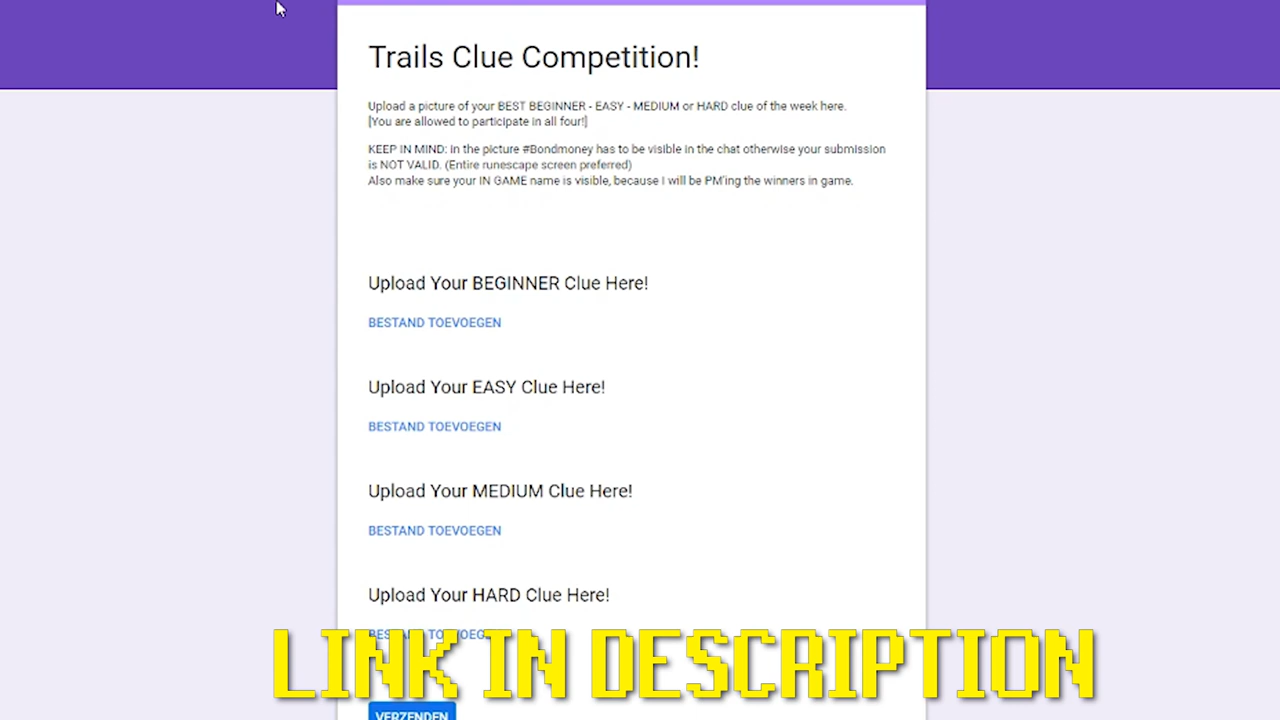 Trails Clue Competition!
Upload a picture of your BEST BEGINNER - EASY - MEDIUM or HARD clue of the week here.
[You are allowed to participate in all four!]
KEEP IN MIND: in the picture #Bondmoney has to be visible in the chat otherwise your submission
is NOT VALID. (Entire runescape screen preferred)
Also make sure your IN GAME name is visible, because I will be PM'ing the winners in game.
Upload Your BEGINNER Clue Here!
BESTAND TOEVOEGEN
Upload Your EASY Clue Here!
BESTAND TOEVOEGEN
Upload Your MEDIUM Clue Here!
BESTAND TOEVOEGEN
Upload Your HARD Clue Here!
BESTAND TOEVOEGEN
LINK IN DESCRIPTION
VERZENDEN